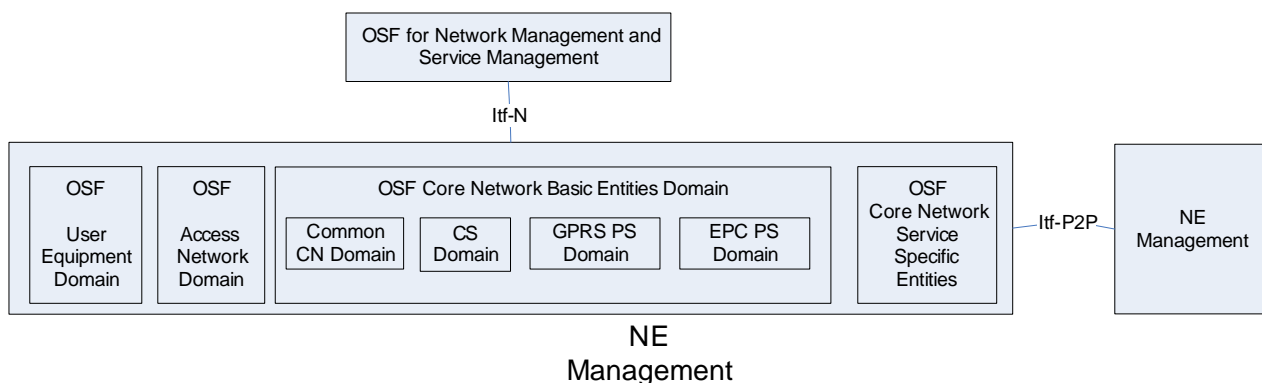 OSF for Network Management and
Service Management
Itf-N
OSF
User
Equipment
Domain
OSF
Access
Network
Domain
OSF Core Network Basic Entities Domain
Common
CN Domain
CS
Domain
GPRS PS
Domain
EPC PS
Domain
OSF
Core Network
Service
Specific
Entities
Itf-P2P
NE
Management
NE
Management